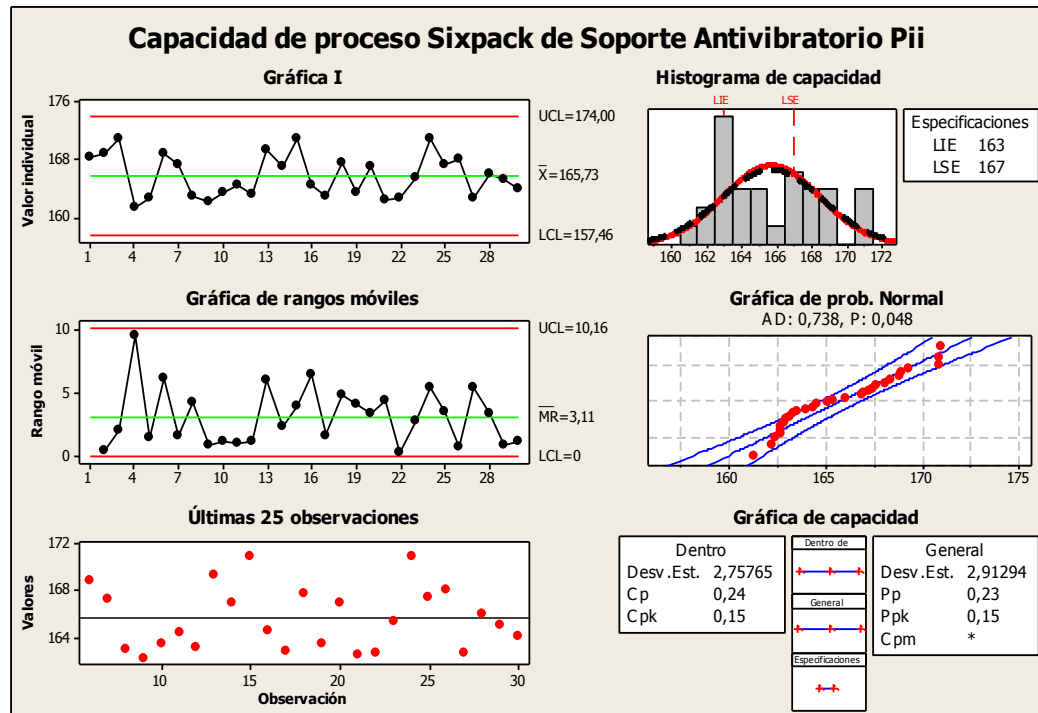 Capacidad de proceso Sixpack de Soporte Antivibratorio Pii
Gráfica I
Valor individual
176
168
160
1 4 7 10 13 16 19 22 25 28
UCL=174,00
X=165,73
LCL=157,46
Histograma de capacidad
LIE LSE
160 162 164 166 168 170 172
Especificaciones
LIE 163
LSE 167
Gráfica de rangos móviles
Rango móvil
10
5
0
1 4 7 10 13 16 19 22 25 28
UCL=10,16
MR=3,11
LCL=0
Gráfica de prob. Normal
AD: 0,738, P: 0,048
160 165 170 175
Últimas 25 observaciones
Valores
172
168
164
10 15 20 25 30
Observación
Gráfica de capacidad
Dentro
Desv.Est. 2,75765
Cp 0,24
Cpk 0,15
Dentro de
General
Especificaciones
General
Desv.Est. 2,91294
Pp 0,23
Ppk 0,15
Cpm *